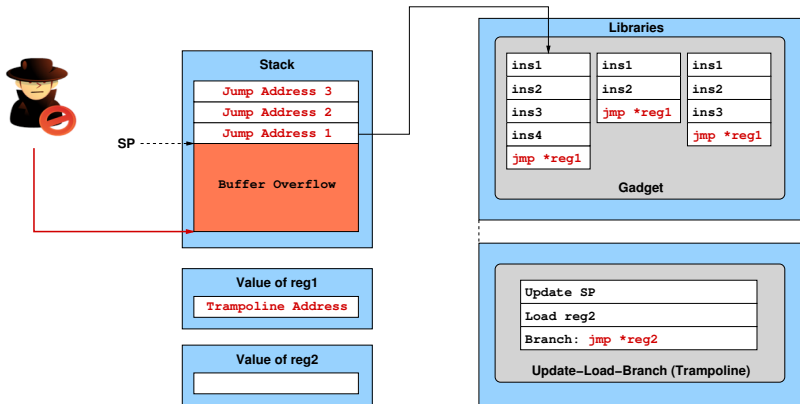 Stack
Jump Address 3
Jump Address 2
Jump Address 1
SP
Buffer Overflow
Value of reg1
Trampoline Address
Value of reg2
Libraries
ins1
ins2
ins3
ins4
jmp *reg1
ins1
ins2
jmp *reg1
ins1
ins2
ins3
jmp *reg1
Gadget
Update SP
Load reg2
Branch: jmp *reg2
Update−Load−Branch (Trampoline)